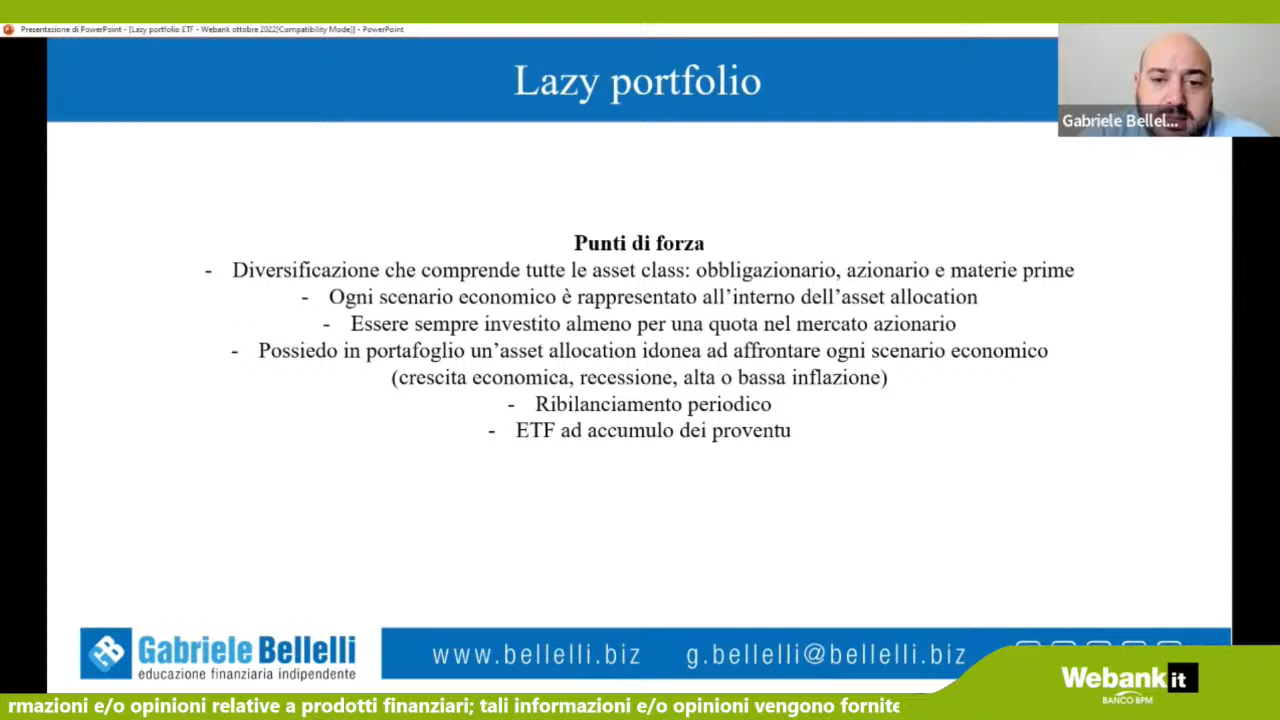 Presentazione di PowerPoint - [Lazy portfolio ETF - Webank ottobre 2022[Compatibility Mode]] - PowerPoint
Lazy portfolio
Gabriele Bellel...
Punti di forza
- Diversificazione che comprende tutte le asset class: obbligazionario, azionario e materie prime
- Ogni scenario economico è rappresentato all’interno dell’asset allocation
- Essere sempre investito almeno per una quota nel mercato azionario
- Possiedo in portafoglio un’asset allocation idonea ad affrontare ogni scenario economico
(crescita economica, recessione, alta o bassa inflazione)
- Ribilanciamento periodico
- ETF ad accumulo dei proventu
Gabriele Bellelli
educazione finanziaria indipendente
www.bellelli.biz g.bellelli@bellelli.biz
Webank it
BANCO BPM
rmazioni e/o opinioni relative a prodotti finanziari; tali informazioni e/o opinioni vengono fornite